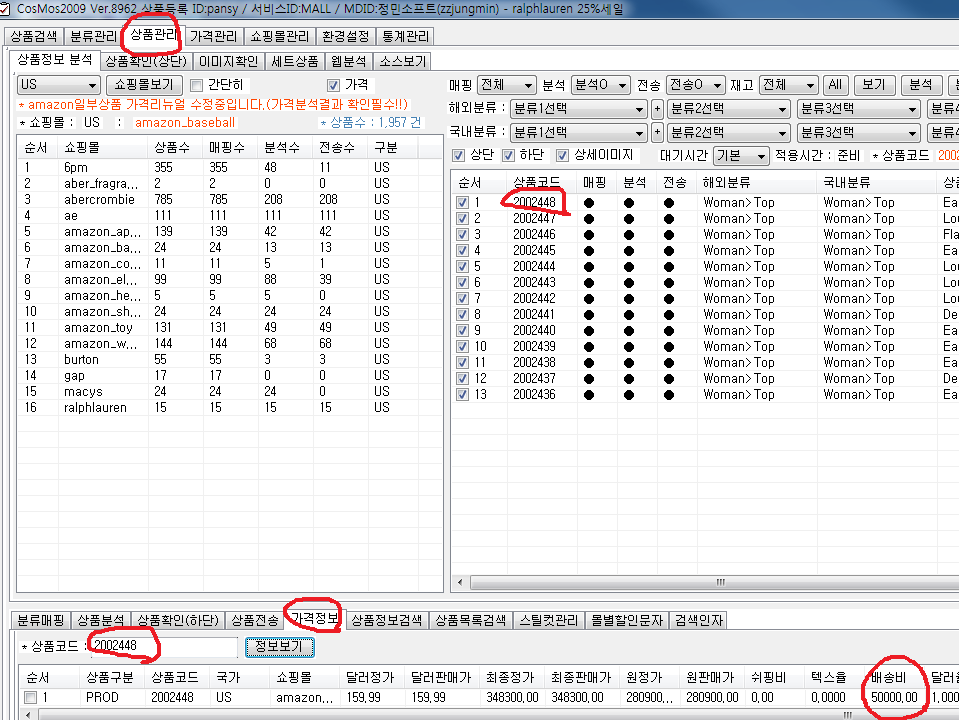 CosMos2009 Ver.8962 상품등록 ID:pansy / 서비스ID:MALL / MDID:정민소프트(zzjungmin) - ralphlauren 25%세일
상품검색 분류관리 상품관리 가격관리 쇼핑몰관리 환경설정 통계관리
상품정보 분석 상품확인(상단) 이미지확인 세트상품 웹분석 소스보기
US 쇼핑몰보기 간단히 가격
* amazon일부상품 가격리뉴얼 수정중입니다.(가격분석결과 확인필수!!)
* 쇼핑몰 : US : amazon_baseball * 상품수 : 1,957 건
순서 쇼핑몰 상품수 매핑수 분석수 전송수 구분
1 6pm 355 355 48 11 US
2 aber_fragra... 2 2 0 0 US
3 abercrombie 785 785 208 208 US
4 ae 111 111 111 111 US
5 amazon_ap... 139 139 42 42 US
6 amazon_ba... 24 24 13 13 US
7 amazon_co... 11 11 5 1 US
8 amazon_el... 99 99 88 39 US
9 amazon_he... 5 5 5 0 US
10 amazon_sh... 24 24 24 24 US
11 amazon_toy 131 131 49 49 US
12 amazon_w... 144 144 68 68 US
13 burton 55 55 3 3 US
14 gap 17 17 0 0 US
15 macys 24 24 24 0 US
16 ralphlauren 15 15 15 15 US
매핑 전체 분석 분석O 전송 전송O 재고 전체 All 보기 분석
해외분류 : 분류1선택 + 분류2선택 분류3선택 분류4
국내분류 : 분류1선택 + 분류2선택 분류3선택 분류4
상단 하단 상세이미지 대기시간 기본 적용시간 : 준비 * 상품코드 2002
순서 상품코드 매핑 분석 전송 해외분류 국내분류 상품
1 2002448 ● ● ● Woman>Top Woman>Top Ea
2 2002447 ● ● ● Woman>Top Woman>Top Lou
3 2002446 ● ● ● Woman>Top Woman>Top Fla
4 2002445 ● ● ● Woman>Top Woman>Top Ea
5 2002444 ● ● ● Woman>Top Woman>Top Lou
6 2002443 ● ● ● Woman>Top Woman>Top Lou
7 2002442 ● ● ● Woman>Top Woman>Top Lou
8 2002441 ● ● ● Woman>Top Woman>Top De
9 2002440 ● ● ● Woman>Top Woman>Top Ea
10 2002439 ● ● ● Woman>Top Woman>Top Ea
11 2002438 ● ● ● Woman>Top Woman>Top Ea
12 2002437 ● ● ● Woman>Top Woman>Top De
13 2002436 ● ● ● Woman>Top Woman>Top Ea
분류매핑 상품분석 상품확인(하단) 상품전송 가격정보 상품정보검색 상품목록검색 스틸컷관리 몰별할인문자 검색인자
* 상품코드 : 2002448 정보보기
순서 상품구분 상품코드 국가 쇼핑몰 달러정가 달러판매가 최종정가 최종판매가 원정가 원판매가 쉬핑비 텍스율 배송비 달러율
1 PROD 2002448 US amazon... 159.99 159.99 348300.00 348300.00 280900... 280900.00 0.00 0.0000 50000.00 1.000